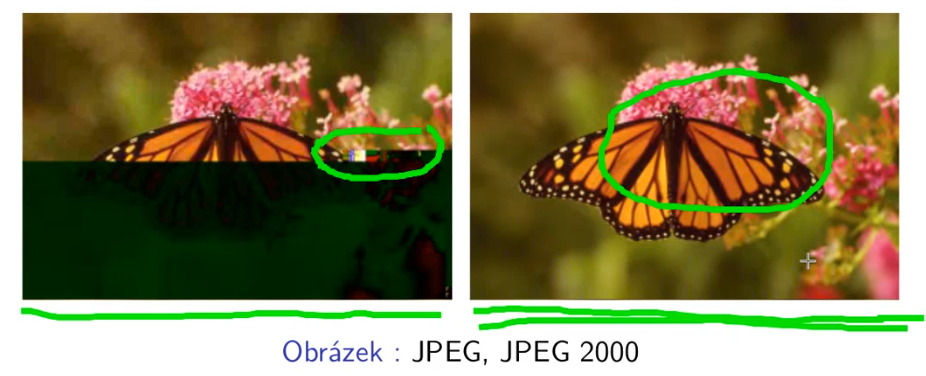 Obrázek : JPEG, JPEG 2000